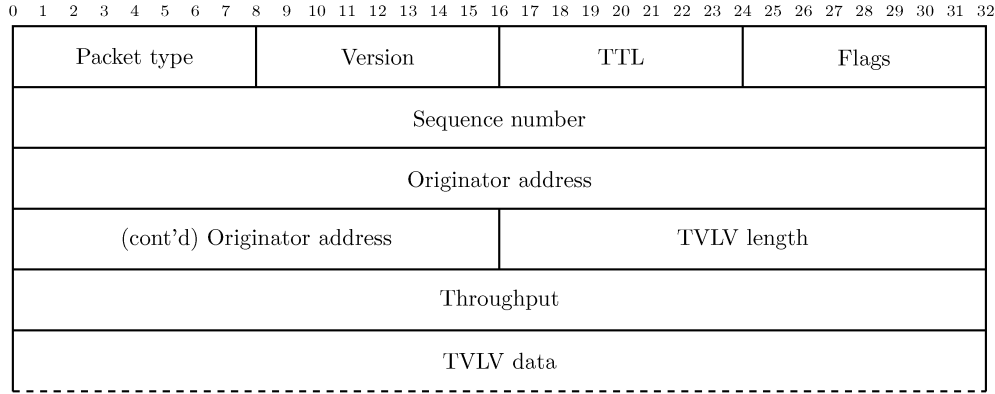 0 1 2 3 4 5 6 7 8 9 10 11 12 13 14 15 16 17 18 19 20 21 22 23 24 25 26 27 28 29 30 31 32
Packet type Version TTL Flags
Sequence number
Originator address
(cont'd) Originator address TVLV length
Throughput
TVLV data